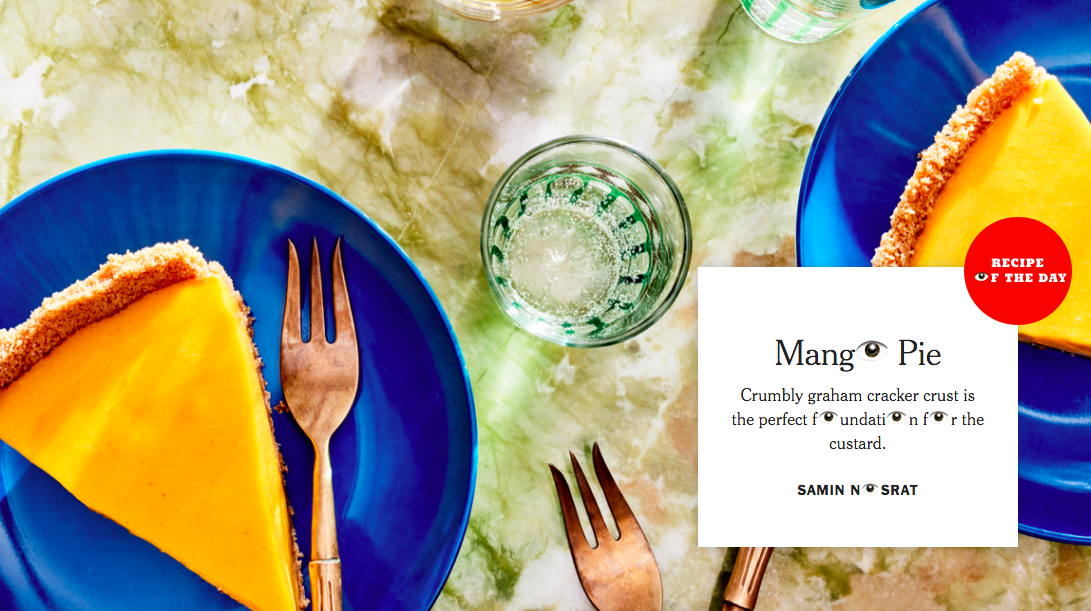 RECIPE
👁F THE DAY
Mang👁 Pie
Crumbly graham cracker crust is
the perfect f👁undati👁n f👁r the
custard.
SAMIN N👁SRAT